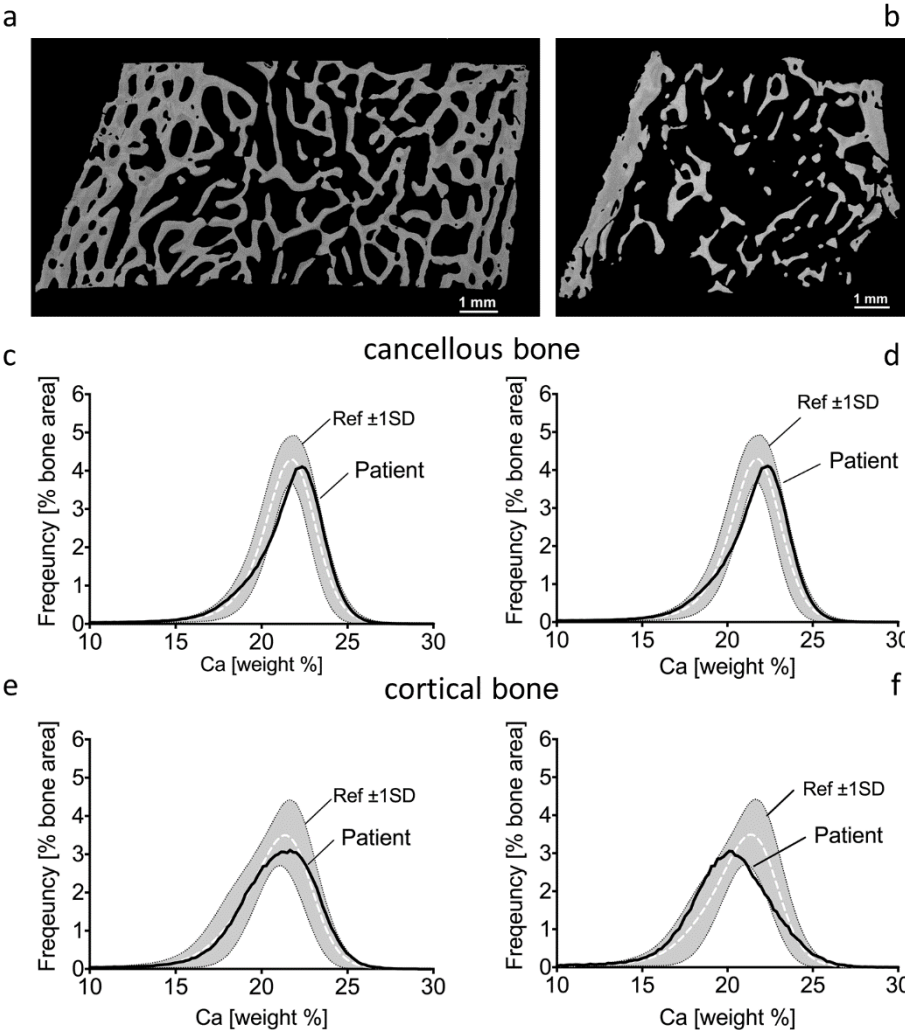 a
b
1 mm
1 mm
cancellous bone
c
d
Freqeuncy [% bone area]
6
5
4
3
2
1
0
Ref ±1SD
Patient
10
15
20
25
30
Ca [weight %]
Freqeuncy [% bone area]
6
5
4
3
2
1
0
Ref ±1SD
Patient
10
15
20
25
30
Ca [weight %]
cortical bone
e
f
Freqeuncy [% bone area]
6
5
4
3
2
1
0
Ref ±1SD
Patient
10
15
20
25
30
Ca [weight %]
Freqeuncy [% bone area]
6
5
4
3
2
1
0
Ref ±1SD
Patient
10
15
20
25
30
Ca [weight %]